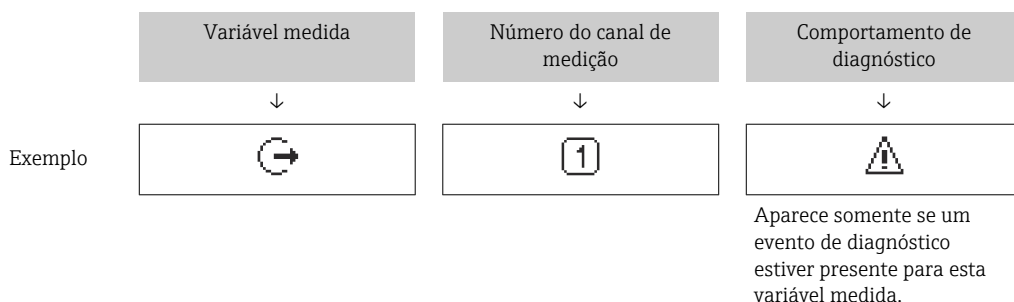 Variável medida
Número do canal de
medição
Comportamento de
diagnóstico
↓ ↓ ↓
Exemplo
1
Aparece somente se um
evento de diagnóstico
estiver presente para esta
variável medida.